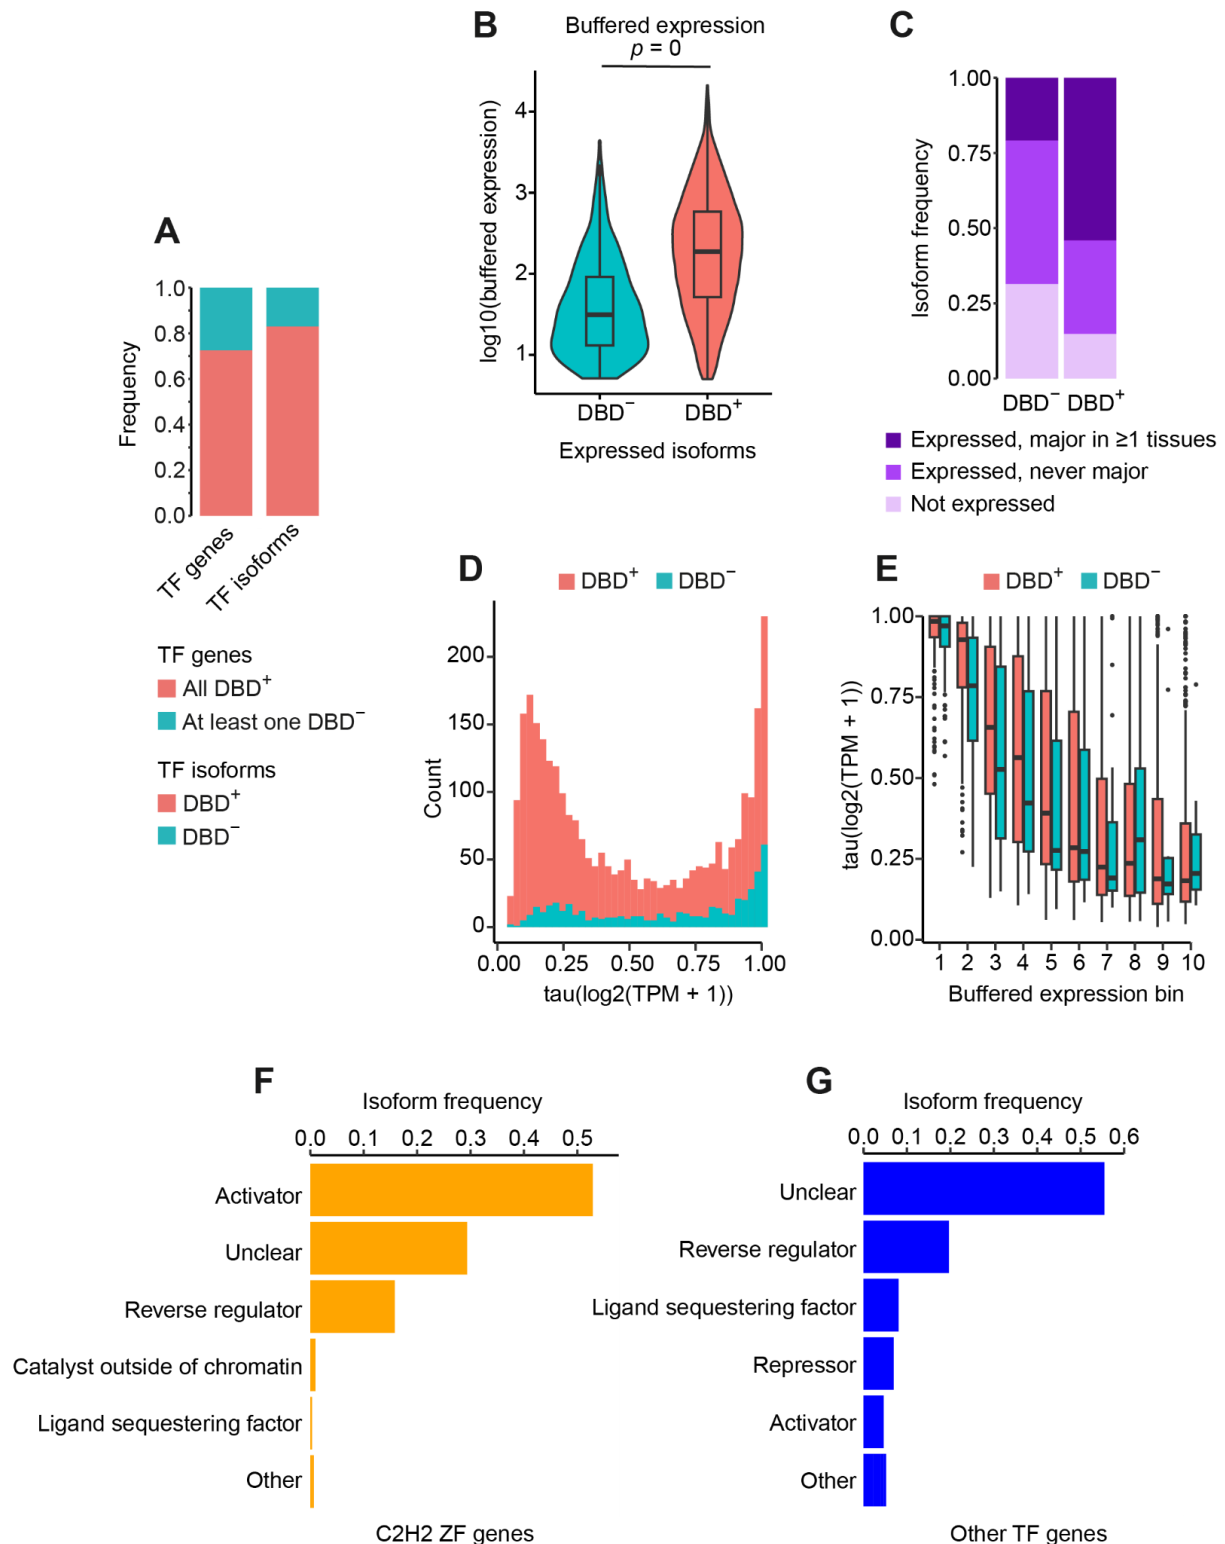 A
1.0
0.8
0.6
0.4
0.2
0.0
Frequency
TF genes
TF isoforms
TF genes
All DBD⁺
At least one DBD⁻
TF isoforms
DBD⁺
DBD⁻
B
Buffered expression
p = 0
4
3
2
1
log10(buffered expression)
DBD⁻ DBD⁺
Expressed isoforms
C
1.00
0.75
0.50
0.25
0.00
Isoform frequency
DBD⁻ DBD⁺
Expressed, major in ≥1 tissues
Expressed, never major
Not expressed
D
DBD⁺ DBD⁻
200
150
100
50
0
Count
0.00 0.25 0.50 0.75 1.00
tau(log2(TPM + 1))
E
DBD⁺ DBD⁻
1.00
0.75
0.50
0.25
0.00
tau(log2(TPM + 1))
1 2 3 4 5 6 7 8 9 10
Buffered expression bin
F
Isoform frequency
0.0 0.1 0.2 0.3 0.4 0.5
Activator
Unclear
Reverse regulator
Catalyst outside of chromatin
Ligand sequestering factor
Other
C2H2 ZF genes
G
Isoform frequency
0.0 0.1 0.2 0.3 0.4 0.5 0.6
Unclear
Reverse regulator
Ligand sequestering factor
Repressor
Activator
Other
Other TF genes